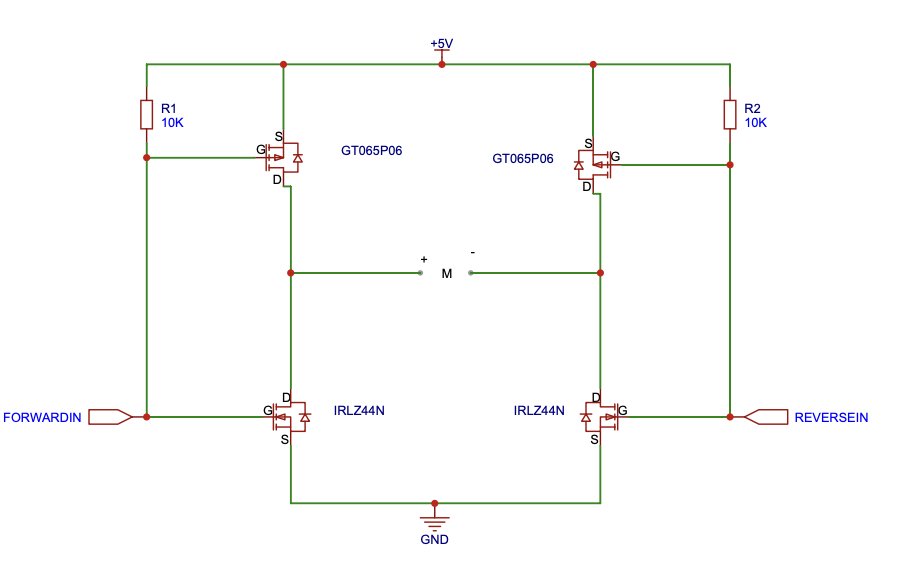 +5V
R1
10K
R2
10K
S
G
D
GT065P06
GT065P06
S
G
D
+
M
-
FORWARDIN
D
G
S
IRLZ44N
IRLZ44N
D
G
S
REVERSEIN
GND